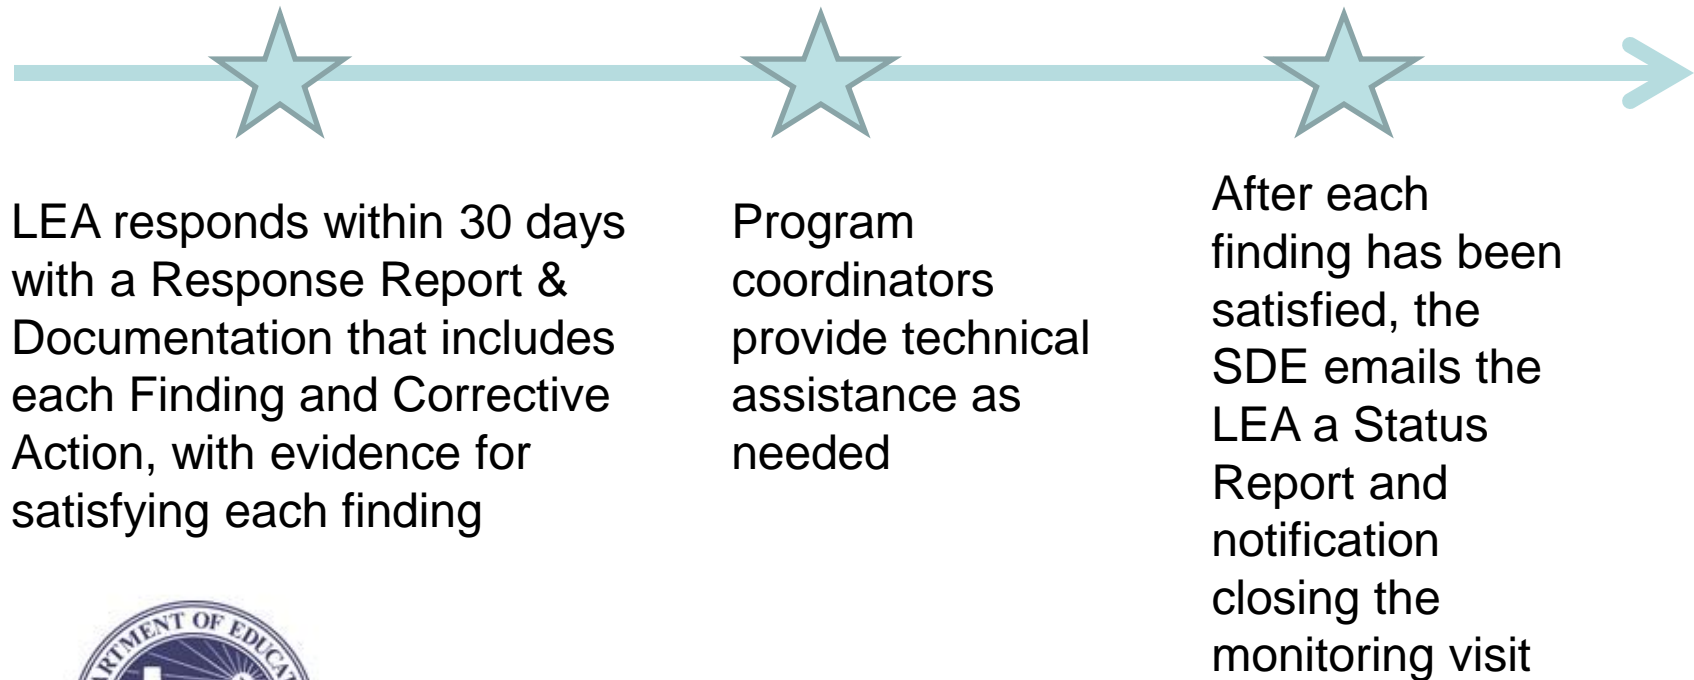 LEA responds within 30 days
with a Response Report &
Documentation that includes
each Finding and Corrective
Action, with evidence for
satisfying each finding
Program
coordinators
provide technical
assistance as
needed
After each
finding has been
satisfied, the
SDE emails the
LEA a Status
Report and
notification
closing the
monitoring visit
OF